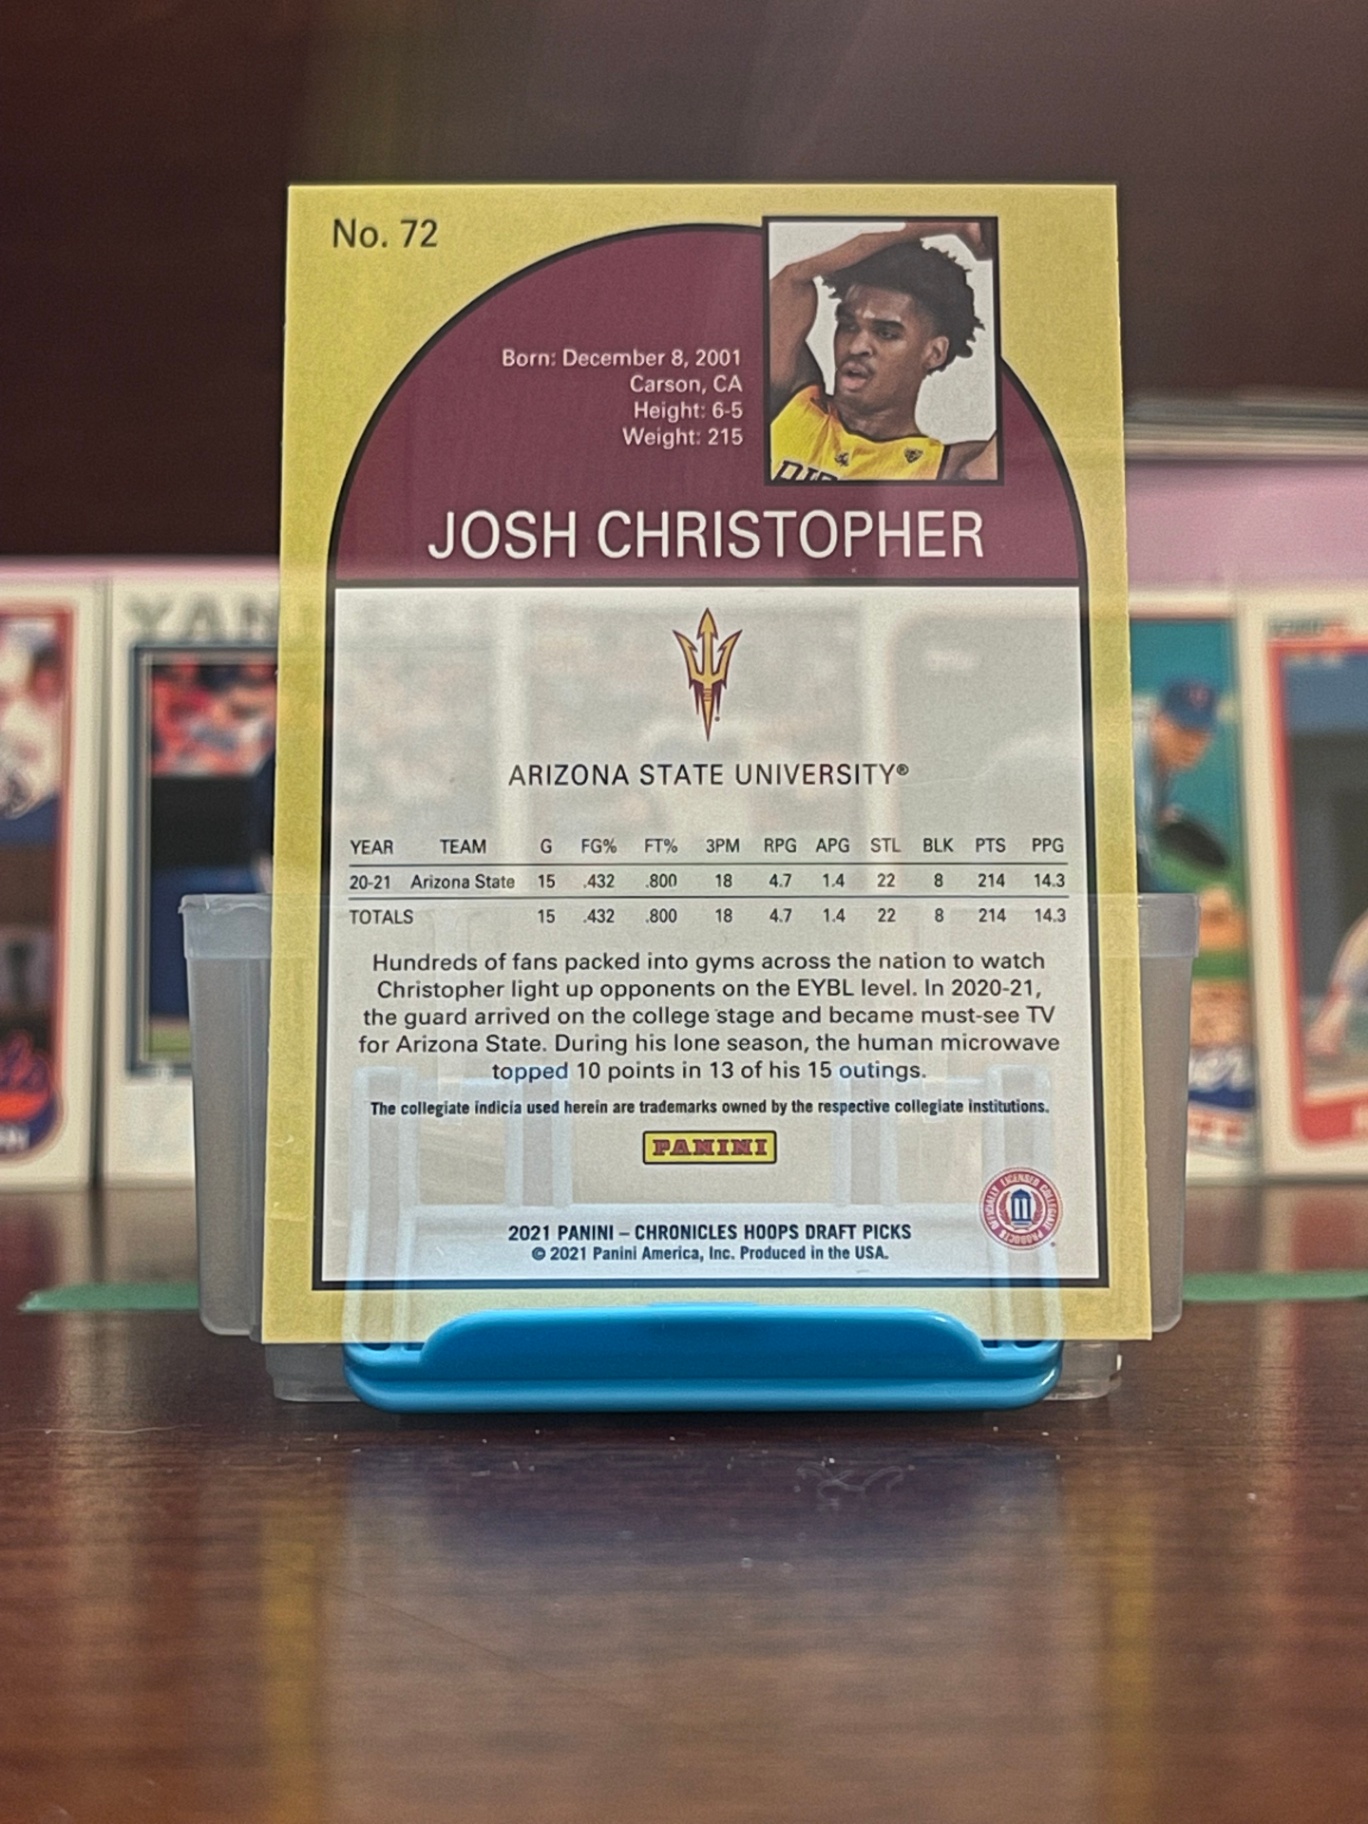 No. 72
Born: December 8, 2001
Carson, CA
Height: 6-5
Weight: 215
JOSH CHRISTOPHER
ARIZONA STATE UNIVERSITY®
YEAR TEAM G FG% FT% 3PM RPG APG STL BLK PTS PPG
20-21 Arizona State 15 .432 .800 18 4.7 1.4 22 8 214 14.3
TOTALS 15 .432 .800 18 4.7 1.4 22 8 214 14.3
Hundreds of fans packed into gyms across the nation to watch
Christopher light up opponents on the EYBL level. In 2020-21,
the guard arrived on the college stage and became must-see TV
for Arizona State. During his lone season, the human microwave
topped 10 points in 13 of his 15 outings.
The collegiate indicia used herein are trademarks owned by the respective collegiate institutions.
PANINI
OFFICIALLY LICENSED COLLEGIATE PRODUCTS
2021 PANINI – CHRONICLES HOOPS DRAFT PICKS
© 2021 Panini America, Inc. Produced in the USA.